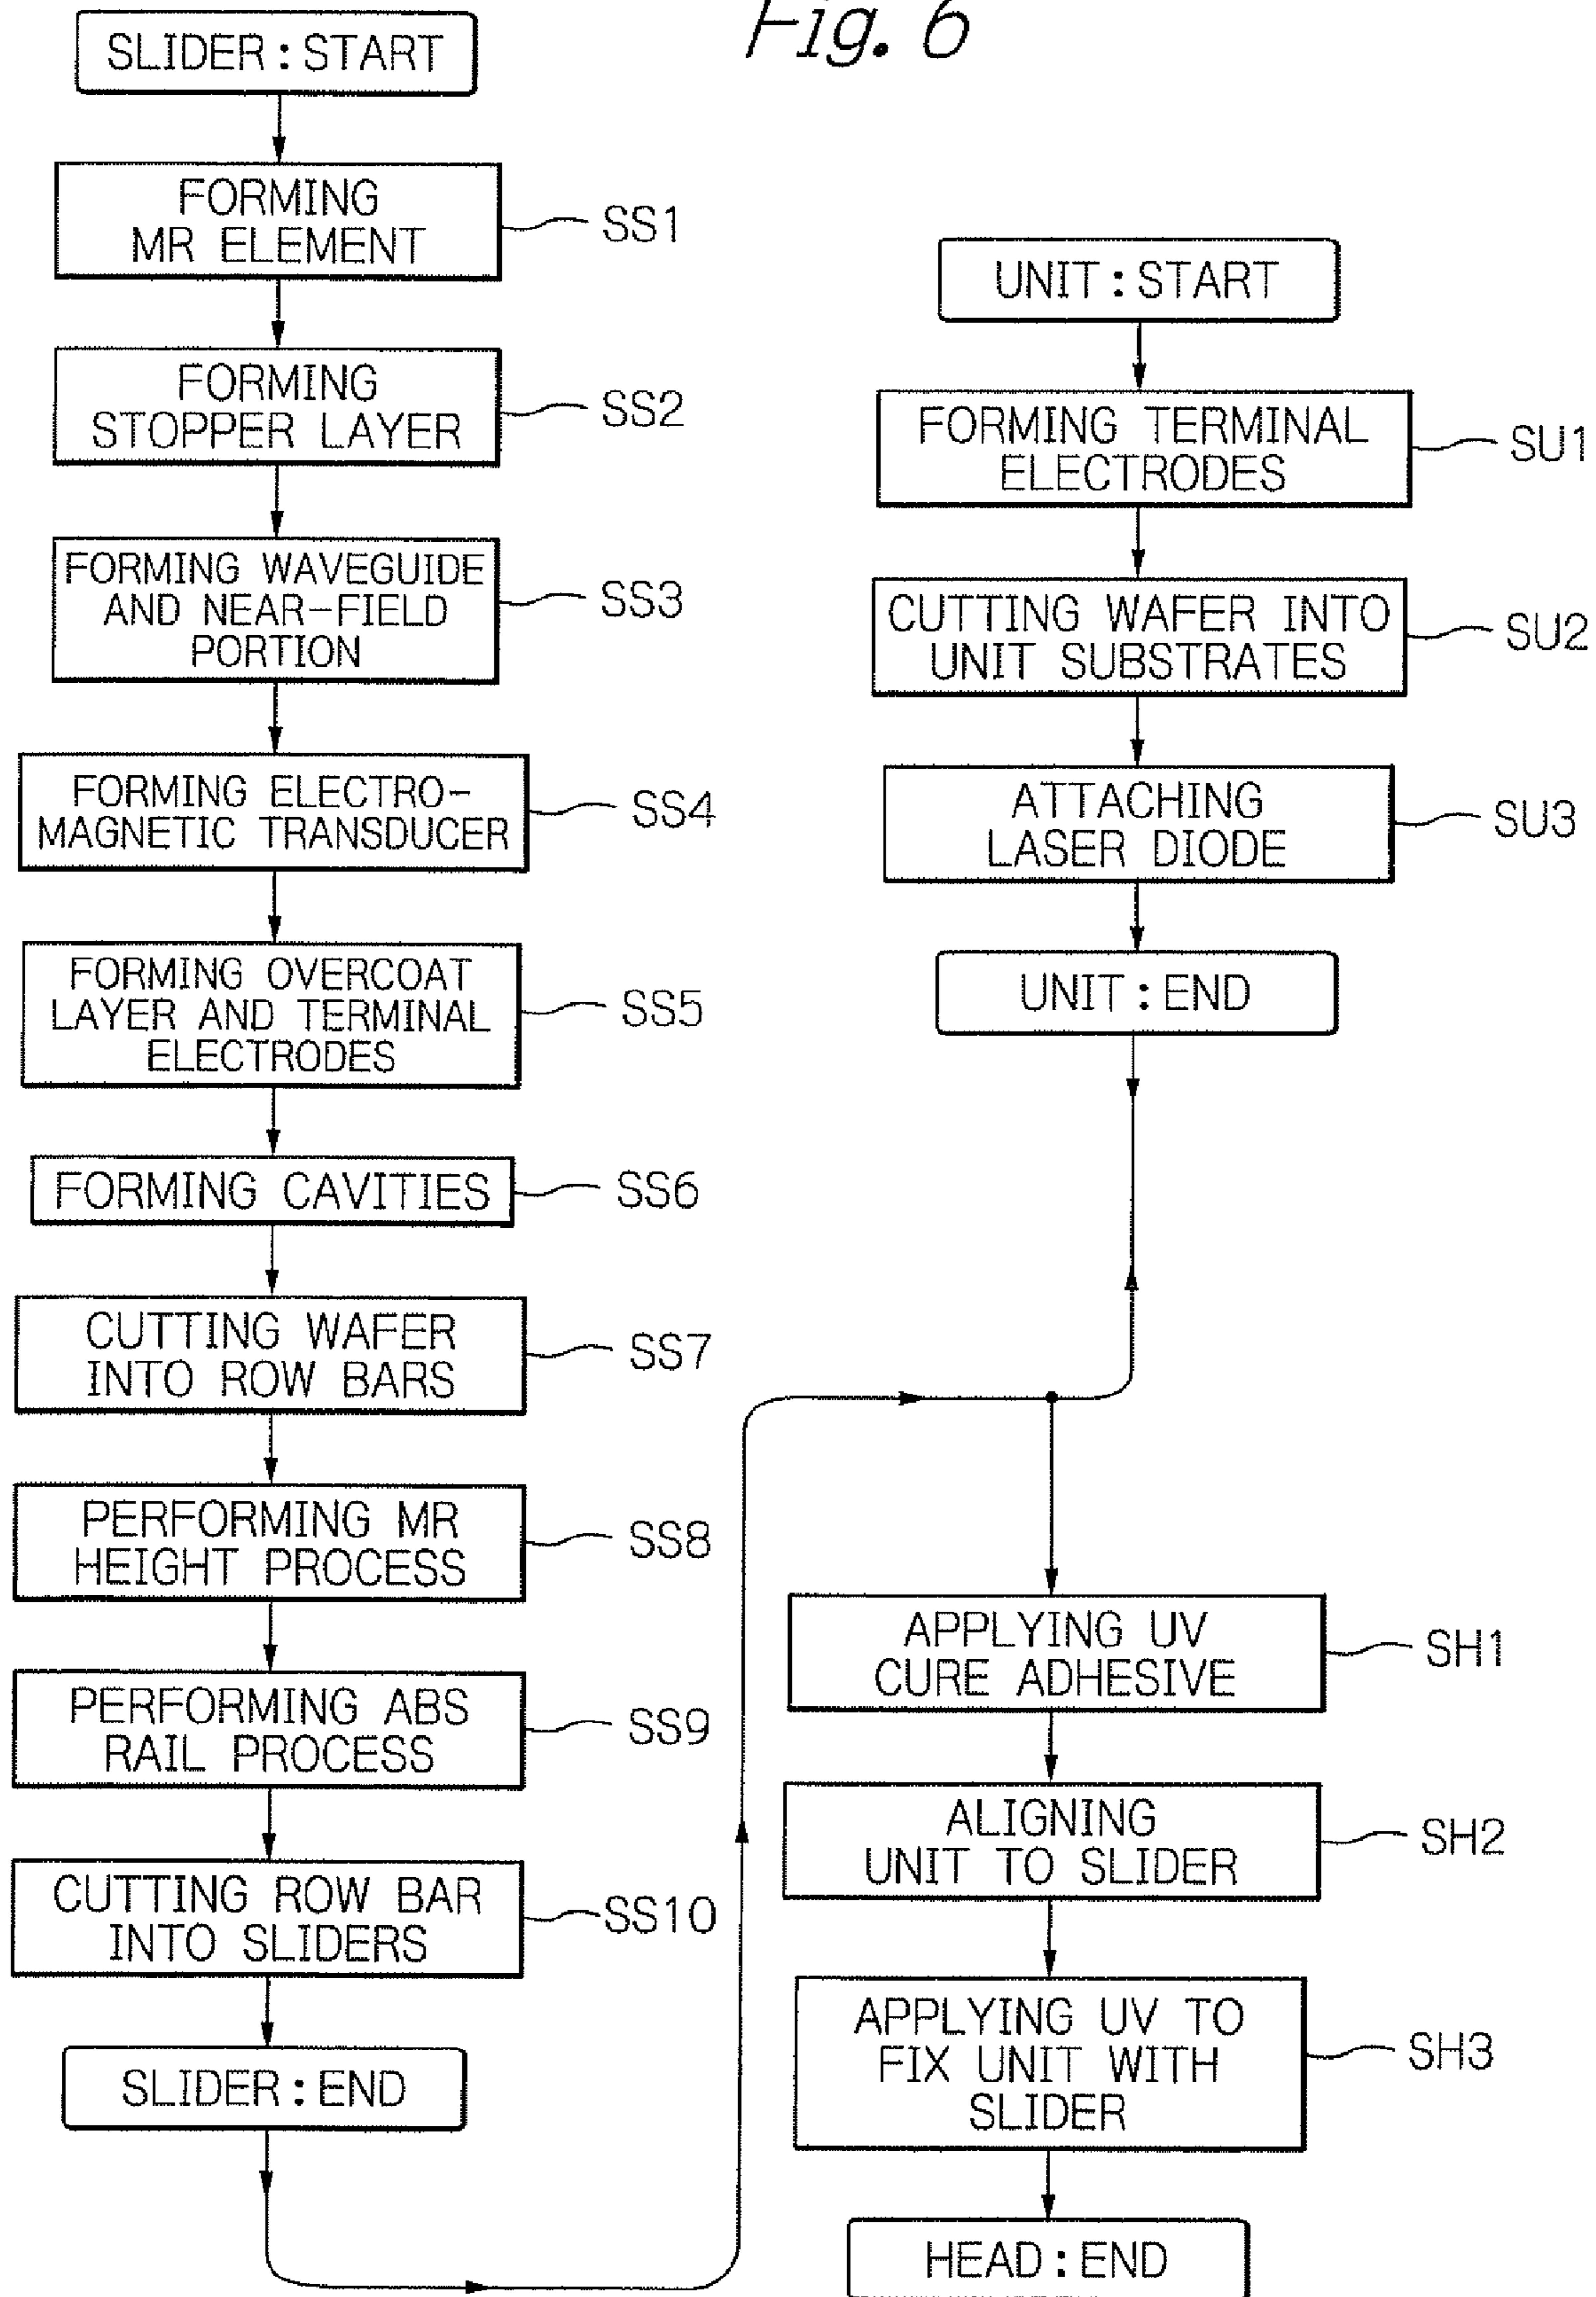 Fig. 6
SLIDER : START
FORMING
MR ELEMENT
SS1
FORMING
STOPPER LAYER
SS2
FORMING WAVEGUIDE
AND NEAR-FIELD
PORTION
SS3
FORMING ELECTRO-
MAGNETIC TRANSDUCER
SS4
FORMING OVERCOAT
LAYER AND TERMINAL
ELECTRODES
SS5
FORMING CAVITIES
SS6
CUTTING WAFER
INTO ROW BARS
SS7
PERFORMING MR
HEIGHT PROCESS
SS8
PERFORMING ABS
RAIL PROCESS
SS9
CUTTING ROW BAR
INTO SLIDERS
SS10
SLIDER : END
UNIT : START
FORMING TERMINAL
ELECTRODES
SU1
CUTTING WAFER INTO
UNIT SUBSTRATES
SU2
ATTACHING
LASER DIODE
SU3
UNIT : END
APPLYING UV
CURE ADHESIVE
SH1
ALIGNING
UNIT TO SLIDER
SH2
APPLYING UV TO
FIX UNIT WITH
SLIDER
SH3
HEAD : END